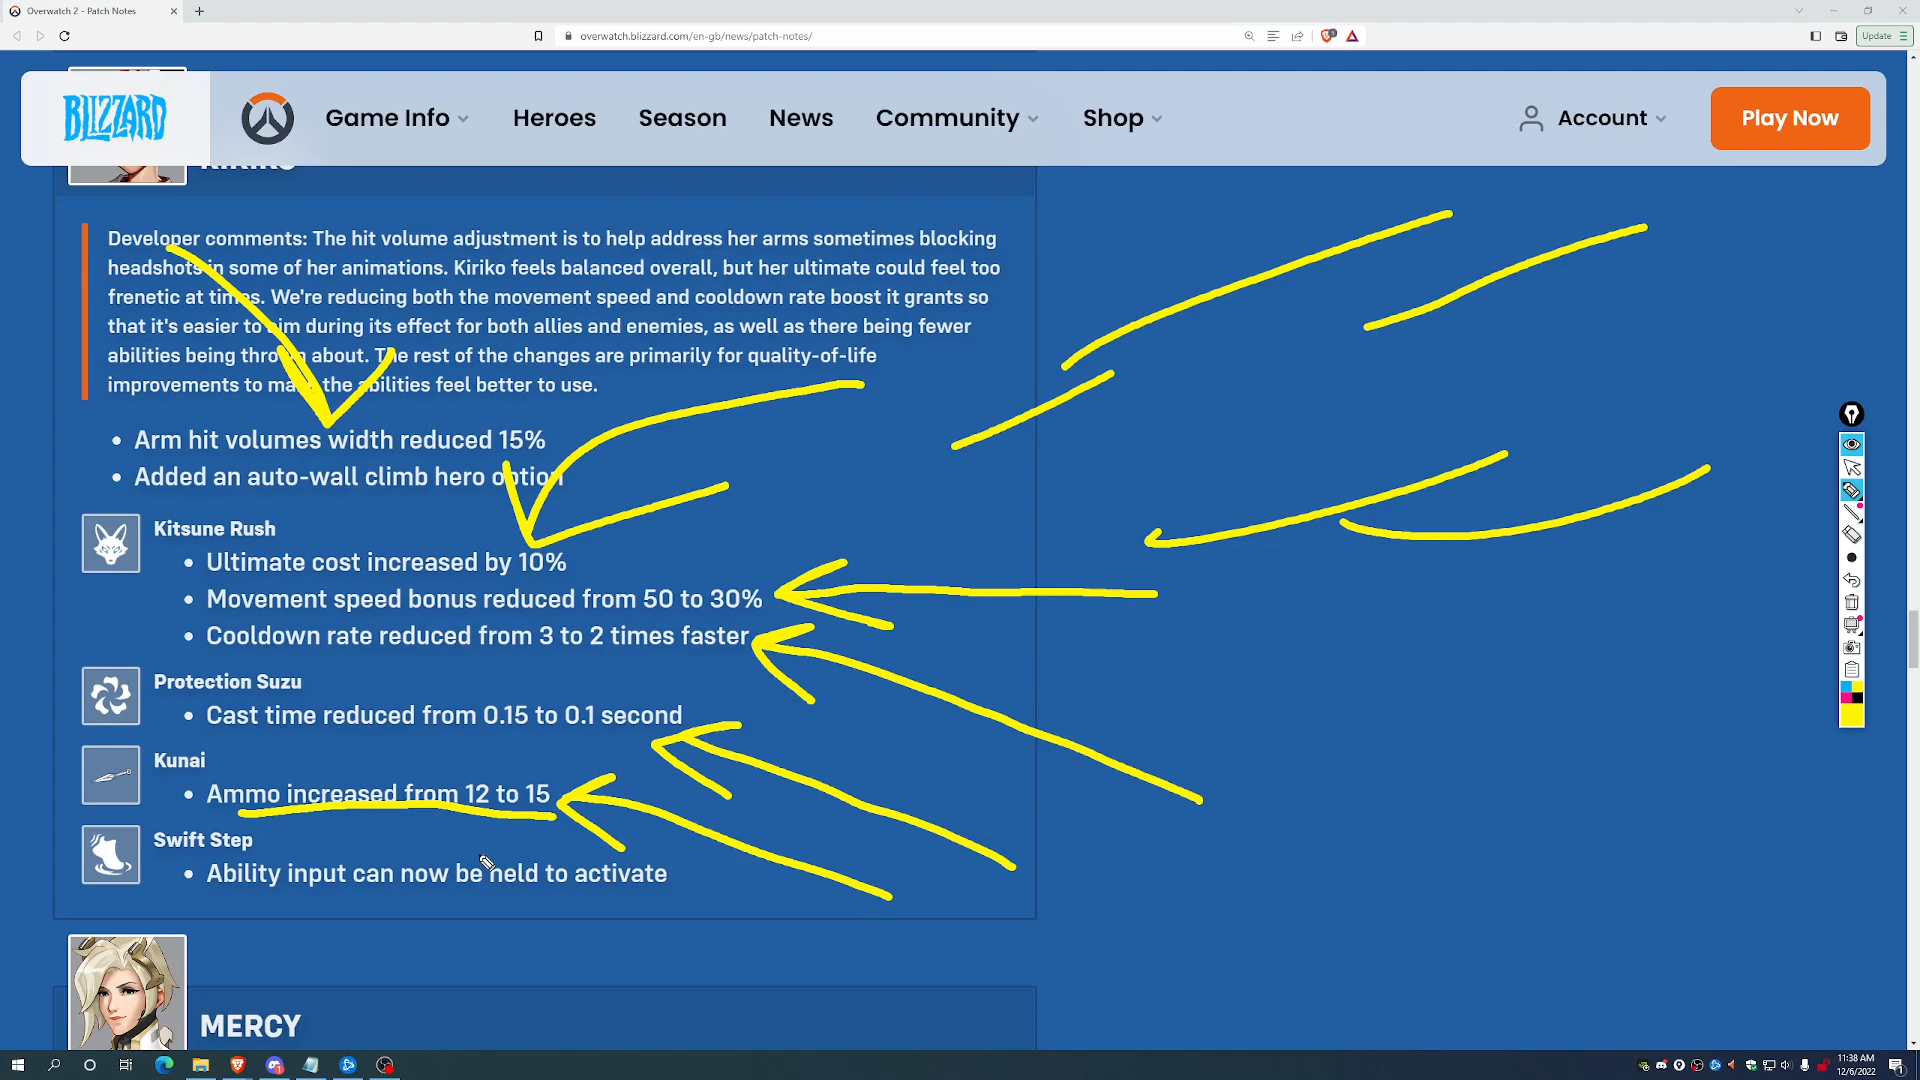 Overwatch 2 - Patch Notes
overwatch.blizzard.com/en-gb/news/patch-notes/
Update
BLIZZARD
Game Info
Heroes
Season
News
Community
Shop
Account
Play Now
KIRIKO
Developer comments: The hit volume adjustment is to help address her arms sometimes blocking
headshots in some of her animations. Kiriko feels balanced overall, but her ultimate could feel too
frenetic at times. We're reducing both the movement speed and cooldown rate boost it grants so
that it's easier to aim during its effect for both allies and enemies, as well as there being fewer
abilities being thrown about. The rest of the changes are primarily for quality-of-life
improvements to make the abilities feel better to use.
• Arm hit volumes width reduced 15%
• Added an auto-wall climb hero option
Kitsune Rush
• Ultimate cost increased by 10%
• Movement speed bonus reduced from 50 to 30%
• Cooldown rate reduced from 3 to 2 times faster
Protection Suzu
• Cast time reduced from 0.15 to 0.1 second
Kunai
• Ammo increased from 12 to 15
Swift Step
• Ability input can now be held to activate
MERCY
11:38 AM
12/6/2022